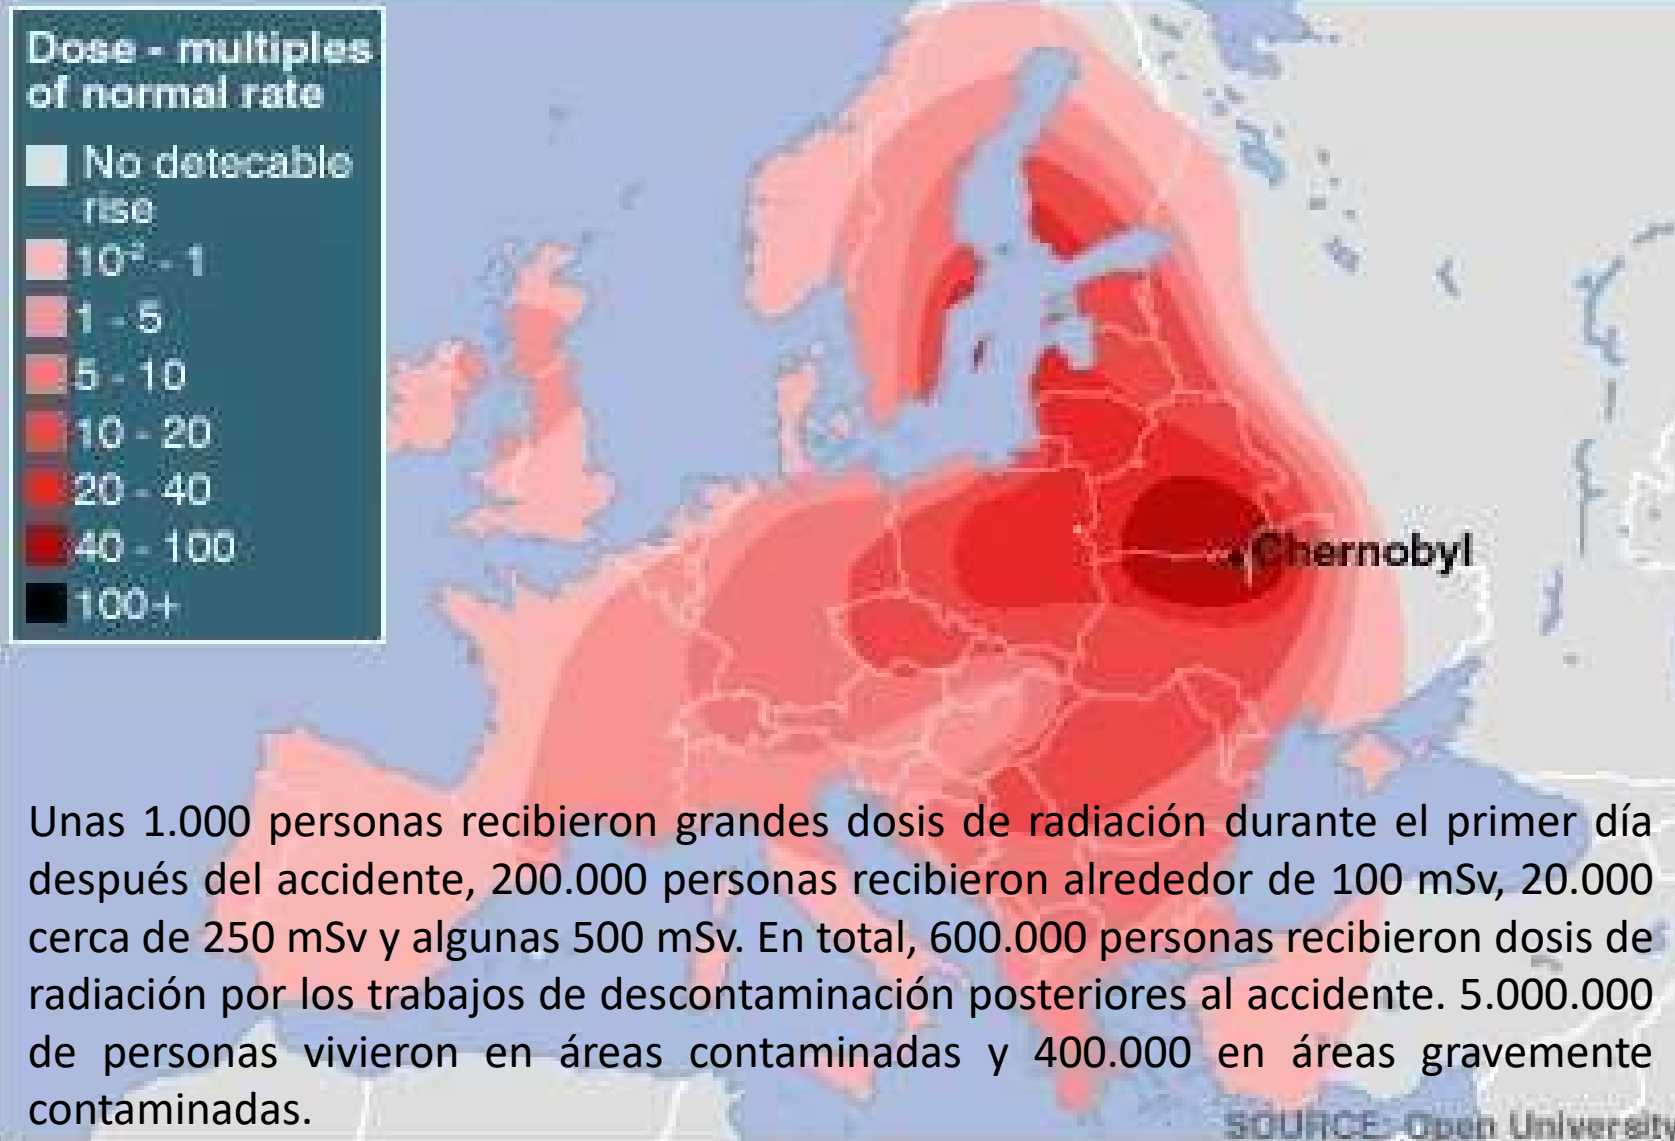 Dose - multiples
of normal rate
No detecable
rise
10⁻² - 1
1 - 5
5 - 10
10 - 20
20 - 40
40 - 100
100+
Chernobyl
Unas 1.000 personas recibieron grandes dosis de radiación durante el primer día
después del accidente, 200.000 personas recibieron alrededor de 100 mSv, 20.000
cerca de 250 mSv y algunas 500 mSv. En total, 600.000 personas recibieron dosis de
radiación por los trabajos de descontaminación posteriores al accidente. 5.000.000
de personas vivieron en áreas contaminadas y 400.000 en áreas gravemente
contaminadas.
SOURCE: Open University